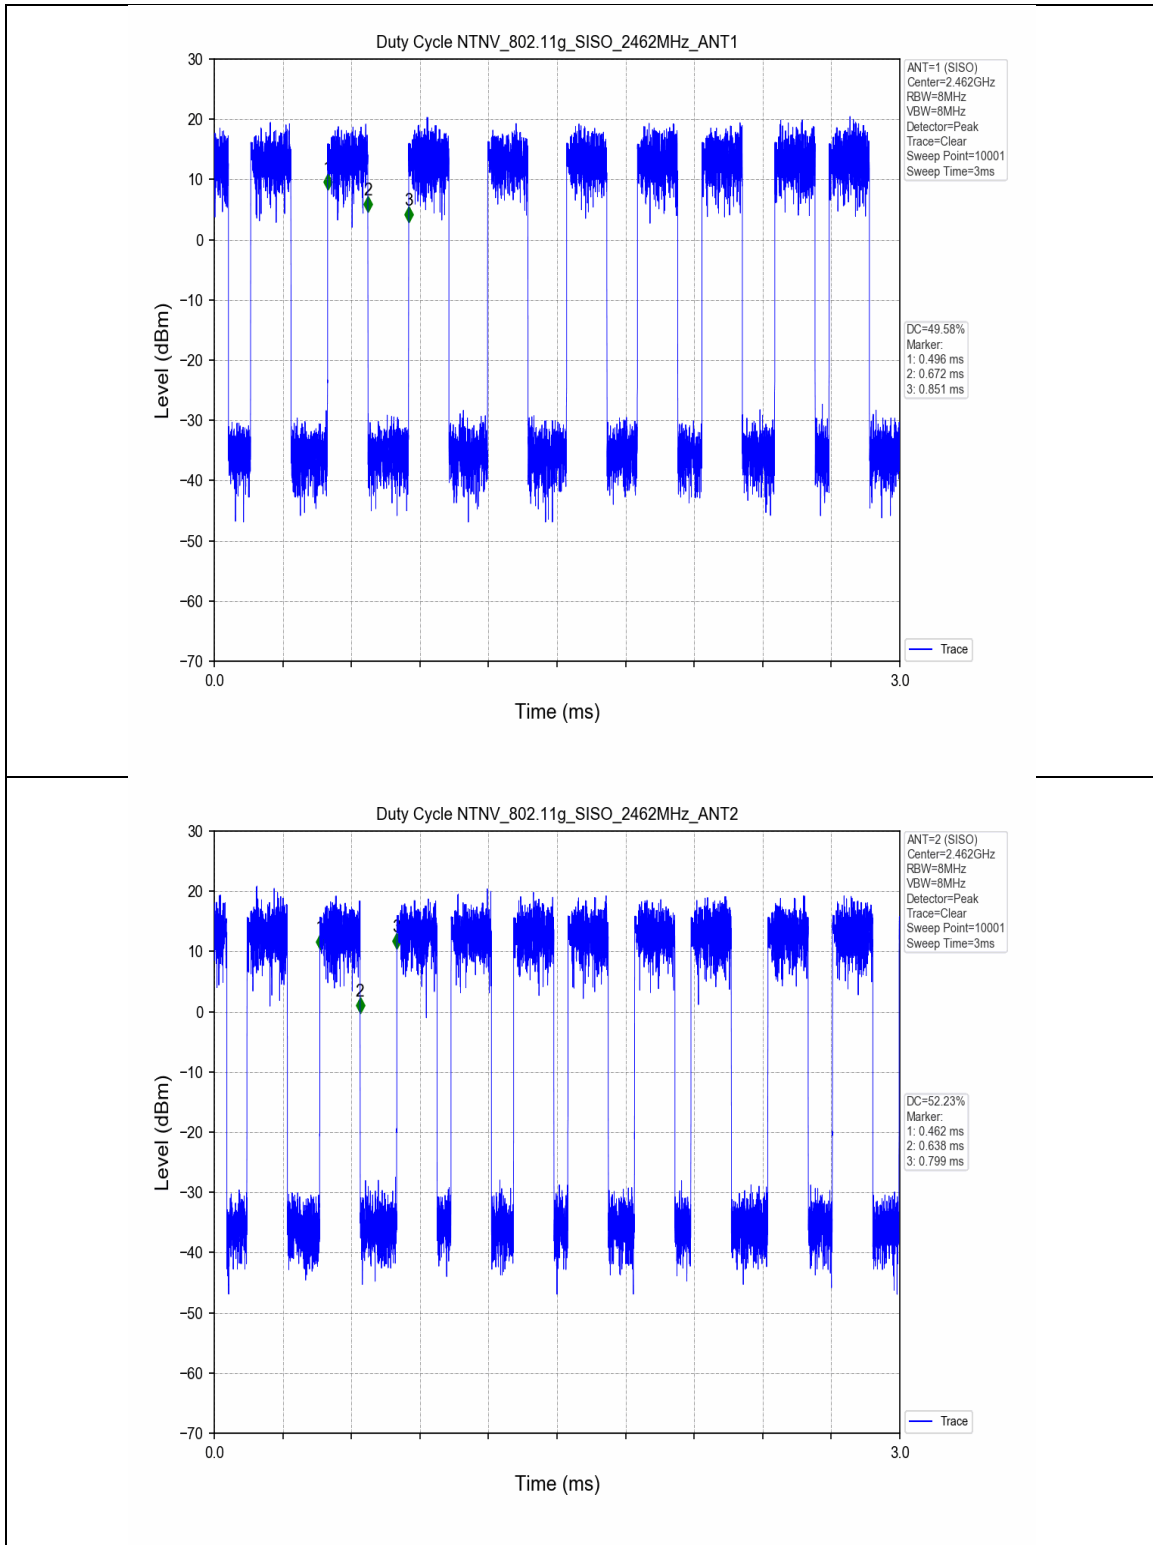 Duty Cycle NTNV_802.11g_SISO_2462MHz_ANT1
30
20
10
0
−10
−20
−30
−40
−50
−60
−70
Level (dBm)
0.0
3.0
Time (ms)
1
2
3
ANT=1 (SISO)
Center=2.462GHz
RBW=8MHz
VBW=8MHz
Detector=Peak
Trace=Clear
Sweep Point=10001
Sweep Time=3ms
DC=49.58%
Marker:
1: 0.496 ms
2: 0.672 ms
3: 0.851 ms
Trace
Duty Cycle NTNV_802.11g_SISO_2462MHz_ANT2
30
20
10
0
−10
−20
−30
−40
−50
−60
−70
Level (dBm)
0.0
3.0
Time (ms)
1
2
3
ANT=2 (SISO)
Center=2.462GHz
RBW=8MHz
VBW=8MHz
Detector=Peak
Trace=Clear
Sweep Point=10001
Sweep Time=3ms
DC=52.23%
Marker:
1: 0.462 ms
2: 0.638 ms
3: 0.799 ms
Trace